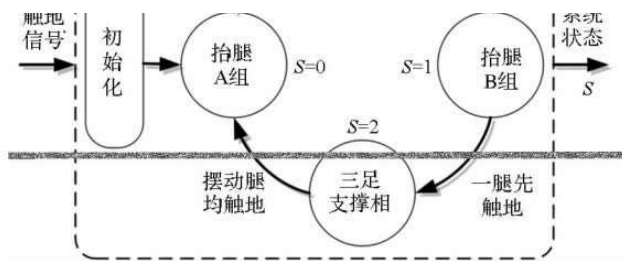 触地
信号
初
始
化
抬腿
A组
S=0
S=1
抬腿
B组
系统
状态
S
S=2
摆动腿
均触地
三足
支撑相
一腿先
触地